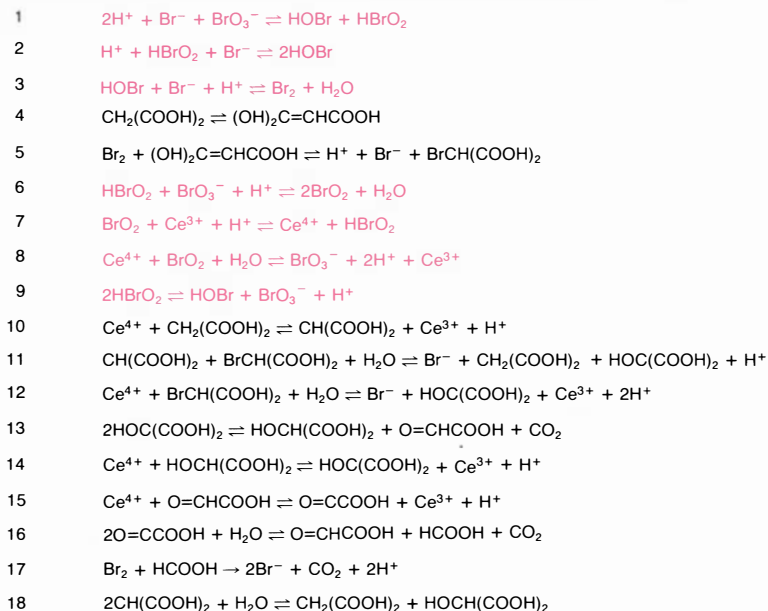 1 2H⁺ + Br⁻ + BrO₃⁻ ⇌ HOBr + HBrO₂
2 H⁺ + HBrO₂ + Br⁻ ⇌ 2HOBr
3 HOBr + Br⁻ + H⁺ ⇌ Br₂ + H₂O
4 CH₂(COOH)₂ ⇌ (OH)₂C=CHCOOH
5 Br₂ + (OH)₂C=CHCOOH ⇌ H⁺ + Br⁻ + BrCH(COOH)₂
6 HBrO₂ + BrO₃⁻ + H⁺ ⇌ 2BrO₂ + H₂O
7 BrO₂ + Ce³⁺ + H⁺ ⇌ Ce⁴⁺ + HBrO₂
8 Ce⁴⁺ + BrO₂ + H₂O ⇌ BrO₃⁻ + 2H⁺ + Ce³⁺
9 2HBrO₂ ⇌ HOBr + BrO₃⁻ + H⁺
10 Ce⁴⁺ + CH₂(COOH)₂ ⇌ CH(COOH)₂ + Ce³⁺ + H⁺
11 CH(COOH)₂ + BrCH(COOH)₂ + H₂O ⇌ Br⁻ + CH₂(COOH)₂ + HOC(COOH)₂ + H⁺
12 Ce⁴⁺ + BrCH(COOH)₂ + H₂O ⇌ Br⁻ + HOC(COOH)₂ + Ce³⁺ + 2H⁺
13 2HOC(COOH)₂ ⇌ HOCH(COOH)₂ + O=CHCOOH + CO₂
14 Ce⁴⁺ + HOCH(COOH)₂ ⇌ HOC(COOH)₂ + Ce³⁺ + H⁺
15 Ce⁴⁺ + O=CHCOOH ⇌ O=CCOOH + Ce³⁺ + H⁺
16 2O=CCOOH + H₂O ⇌ O=CHCOOH + HCOOH + CO₂
17 Br₂ + HCOOH → 2Br⁻ + CO₂ + 2H⁺
18 2CH(COOH)₂ + H₂O ⇌ CH₂(COOH)₂ + HOCH(COOH)₂